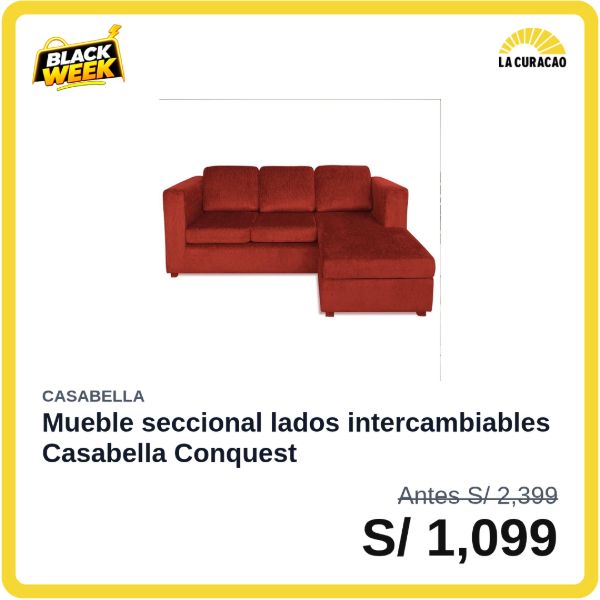 BLACK
WEEK
LA CURACAO
CASABELLA
Mueble seccional lados intercambiables
Casabella Conquest
Antes S/ 2,399
S/ 1,099